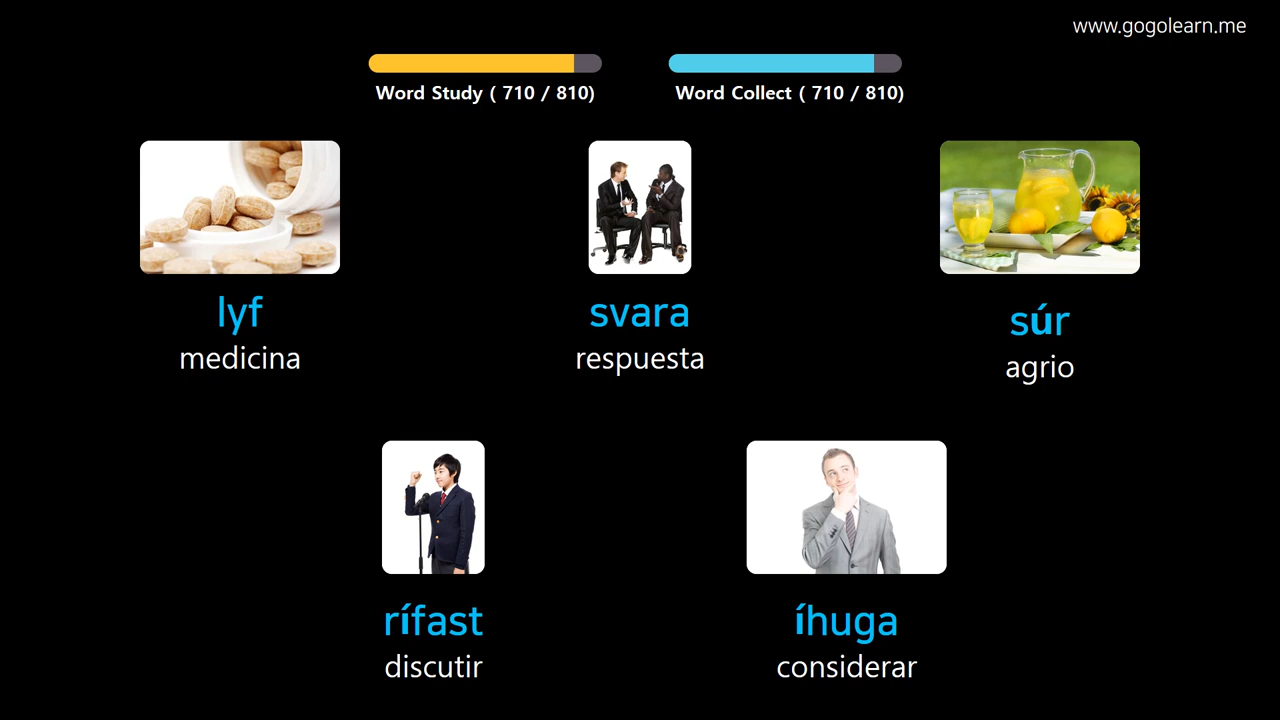 www.gogolearn.me
Word Study ( 710 / 810)
Word Collect ( 710 / 810)
lyf
medicina
svara
respuesta
súr
agrio
rífast
discutir
íhuga
considerar